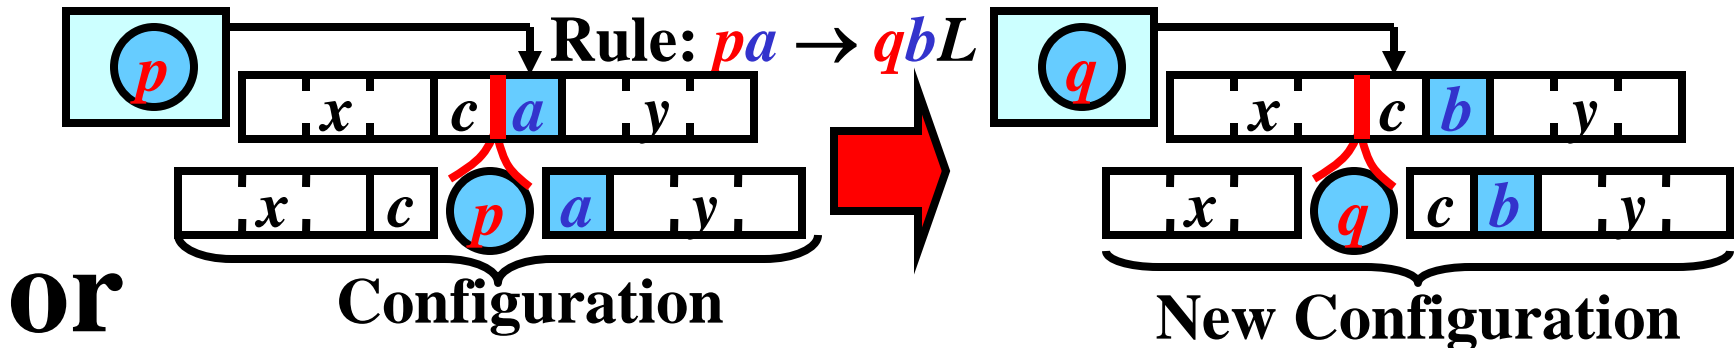 p Rule: pa → qbL q
x c a y x c b y
x c p a y x q c b y
or Configuration New Configuration